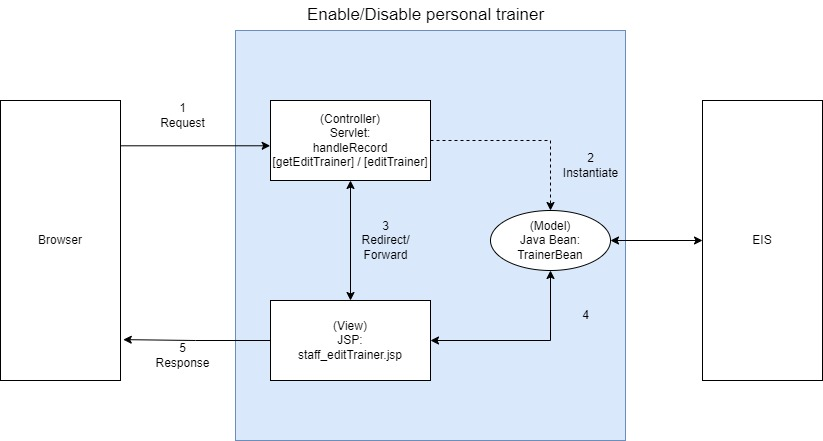 Enable/Disable personal trainer
1
Request
(Controller)
Servlet:
handleRecord
[getEditTrainer] / [editTrainer]
2
Instantiate
3
Redirect/
Forward
Browser
(Model)
Java Bean:
TrainerBean
EIS
4
(View)
JSP:
staff_editTrainer.jsp
5
Response